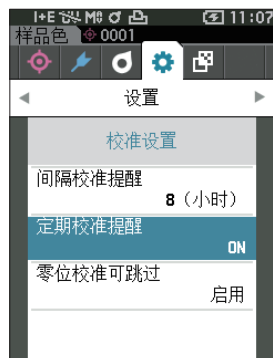 I+E M0 11:07
样品色 0001
设置
校准设置
间隔校准提醒
8（小时）
定期校准提醒
ON
零位校准可跳过
启用